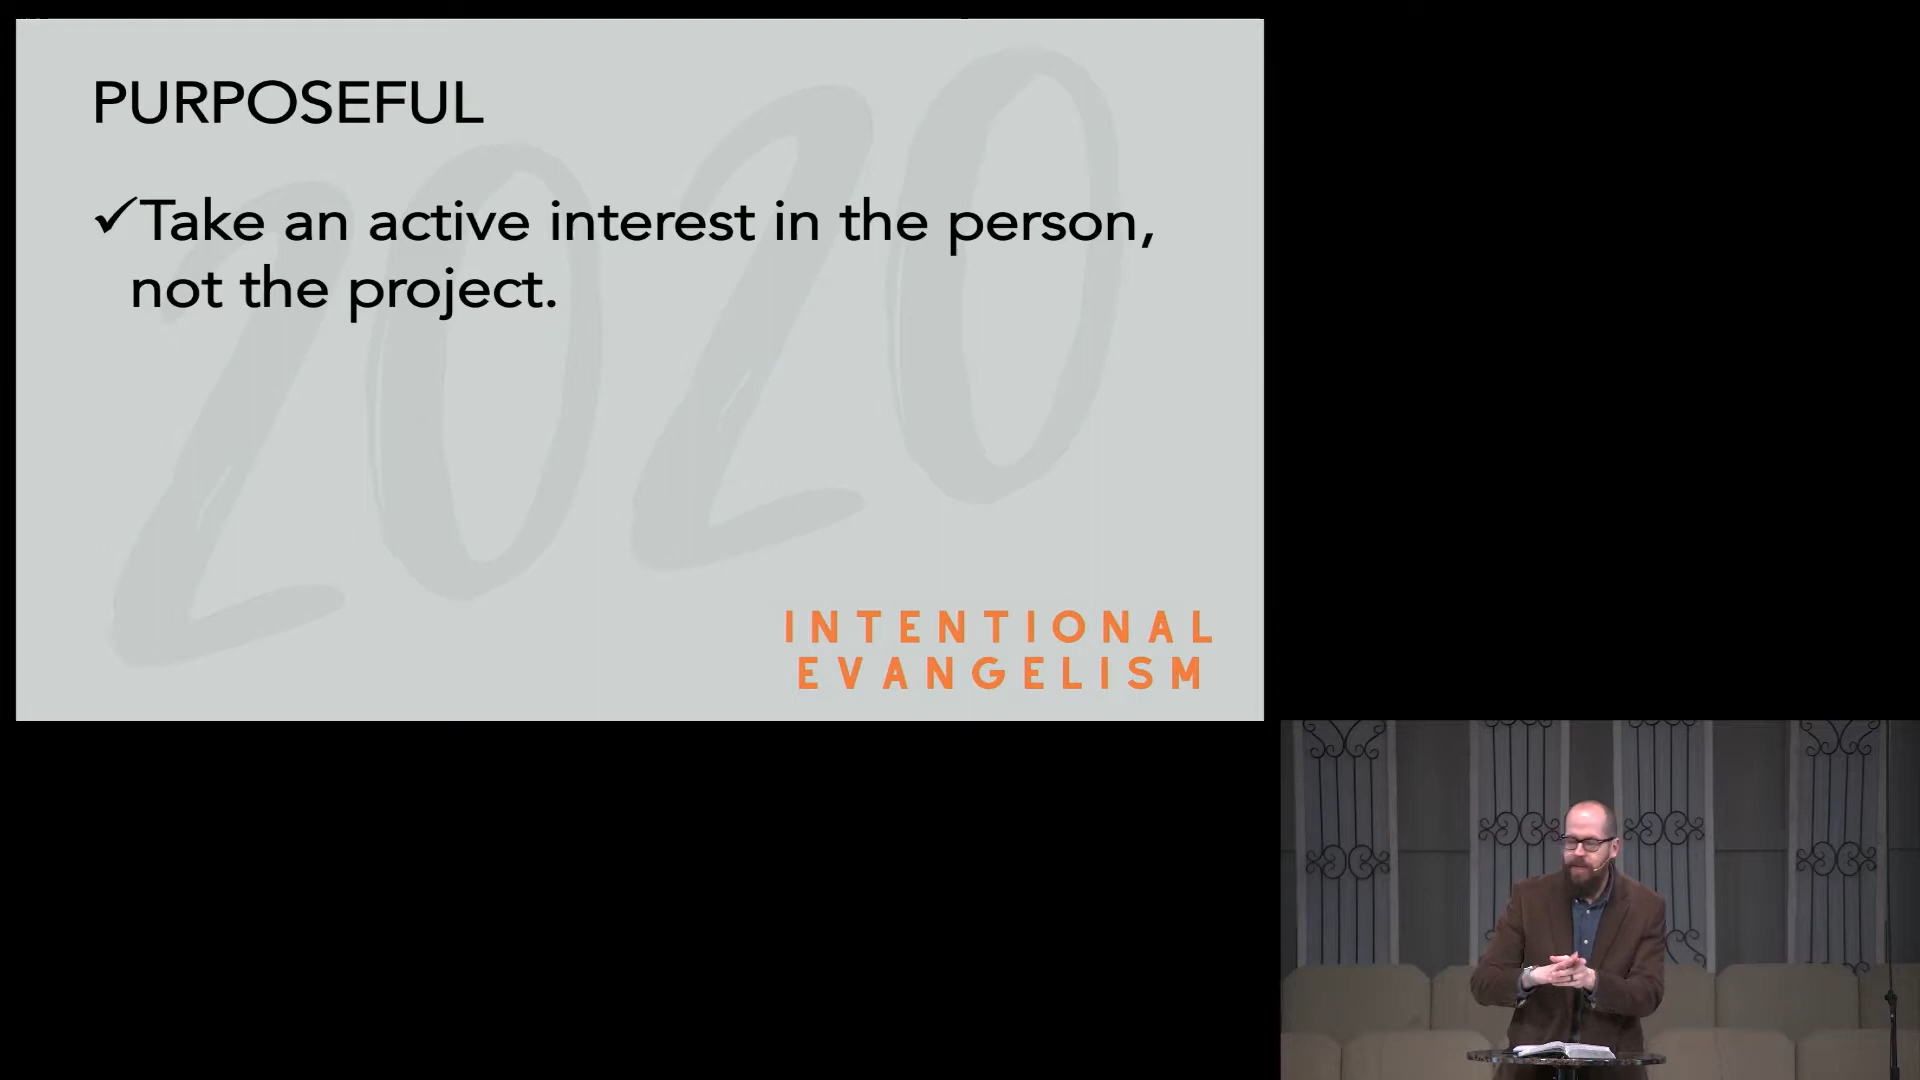 PURPOSEFUL
✓Take an active interest in the person,
not the project.
2020
INTENTIONAL
EVANGELISM